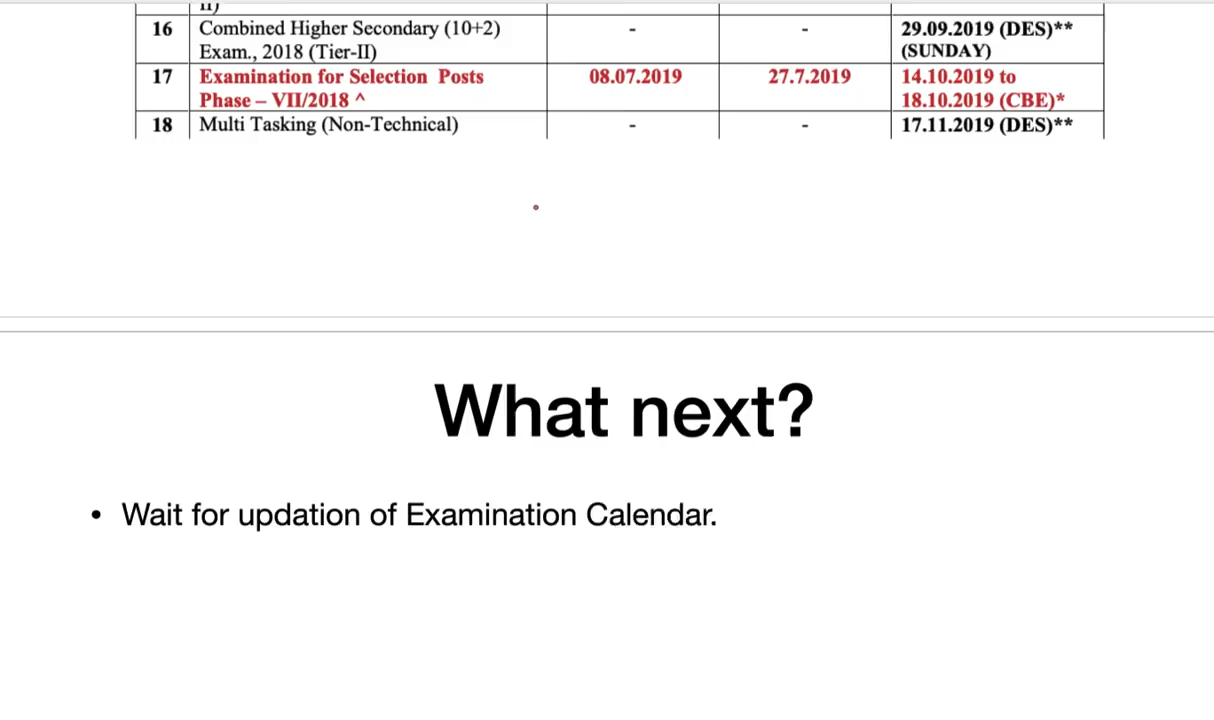 II)
16 Combined Higher Secondary (10+2) - - 29.09.2019 (DES)**
Exam., 2018 (Tier-II) (SUNDAY)
17 Examination for Selection Posts 08.07.2019 27.7.2019 14.10.2019 to
Phase – VII/2018 ^ 18.10.2019 (CBE)*
18 Multi Tasking (Non-Technical) - - 17.11.2019 (DES)**
What next?
• Wait for updation of Examination Calendar.